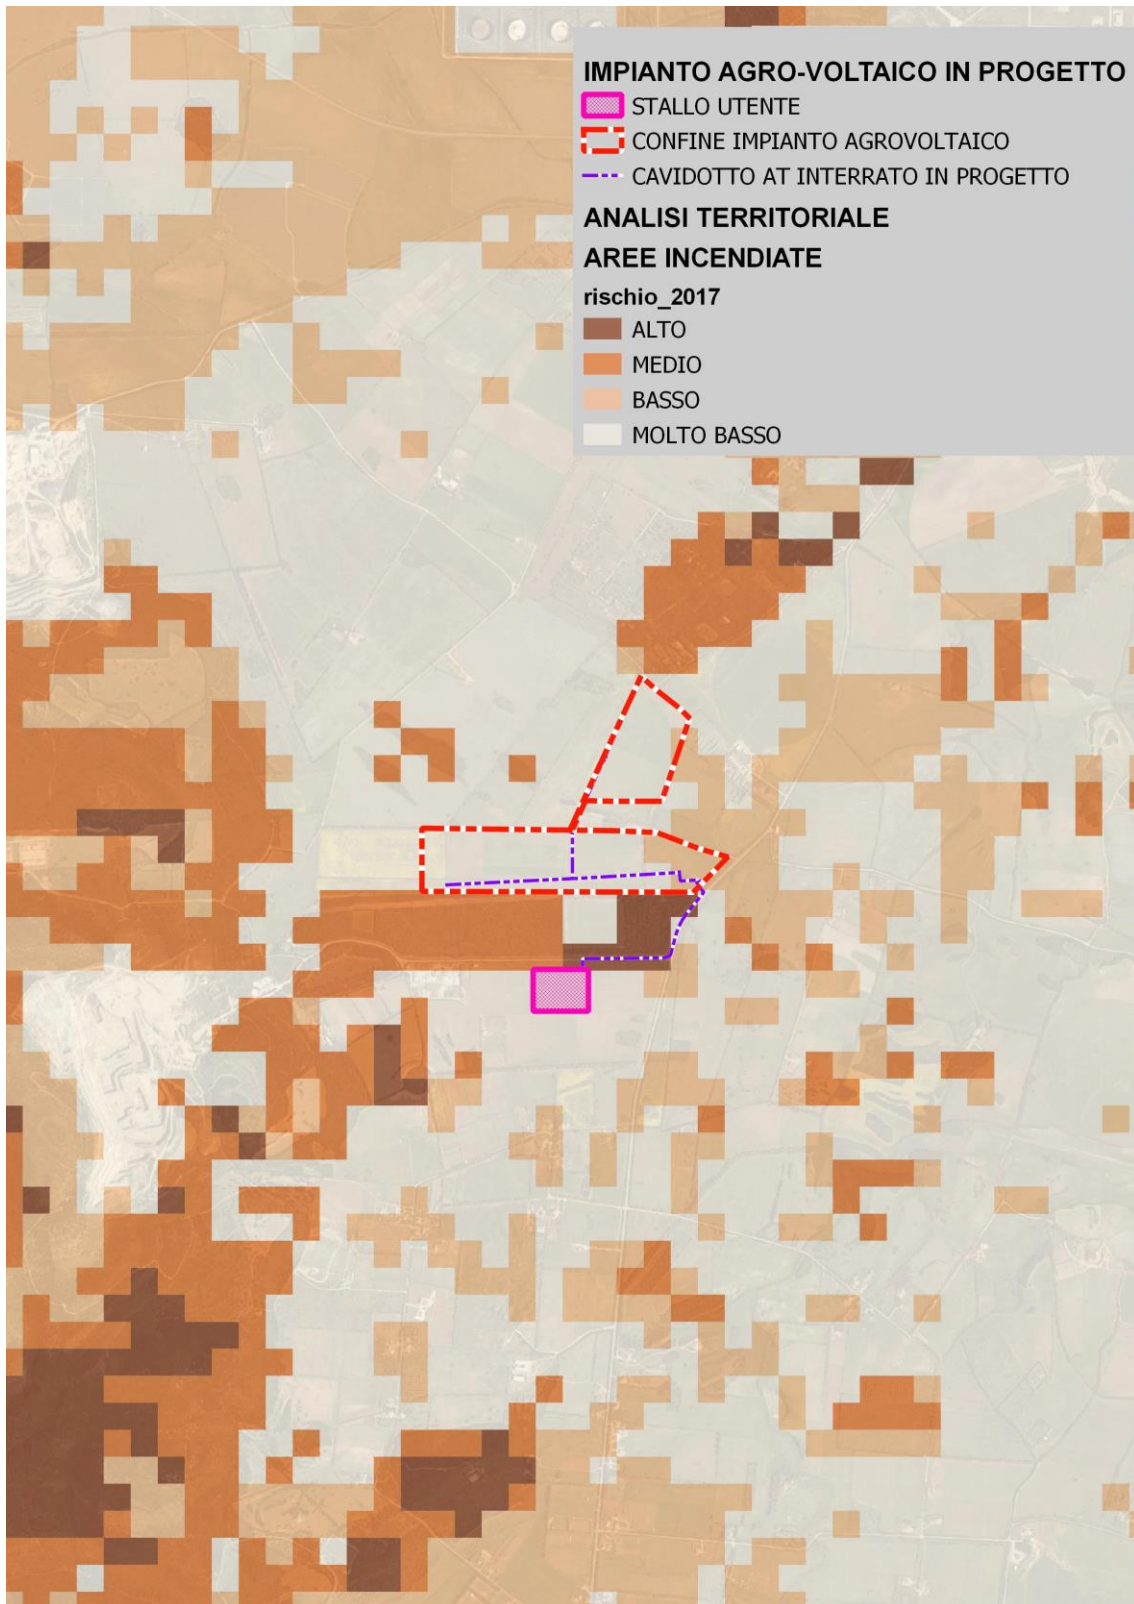 IMPIANTO AGRO-VOLTAICO IN PROGETTO
STALLO UTENTE
CONFINE IMPIANTO AGROVOLTAICO
CAVIDOTTO AT INTERRATO IN PROGETTO
ANALISI TERRITORIALE
AREE INCENDIATE
rischio_2017
ALTO
MEDIO
BASSO
MOLTO BASSO